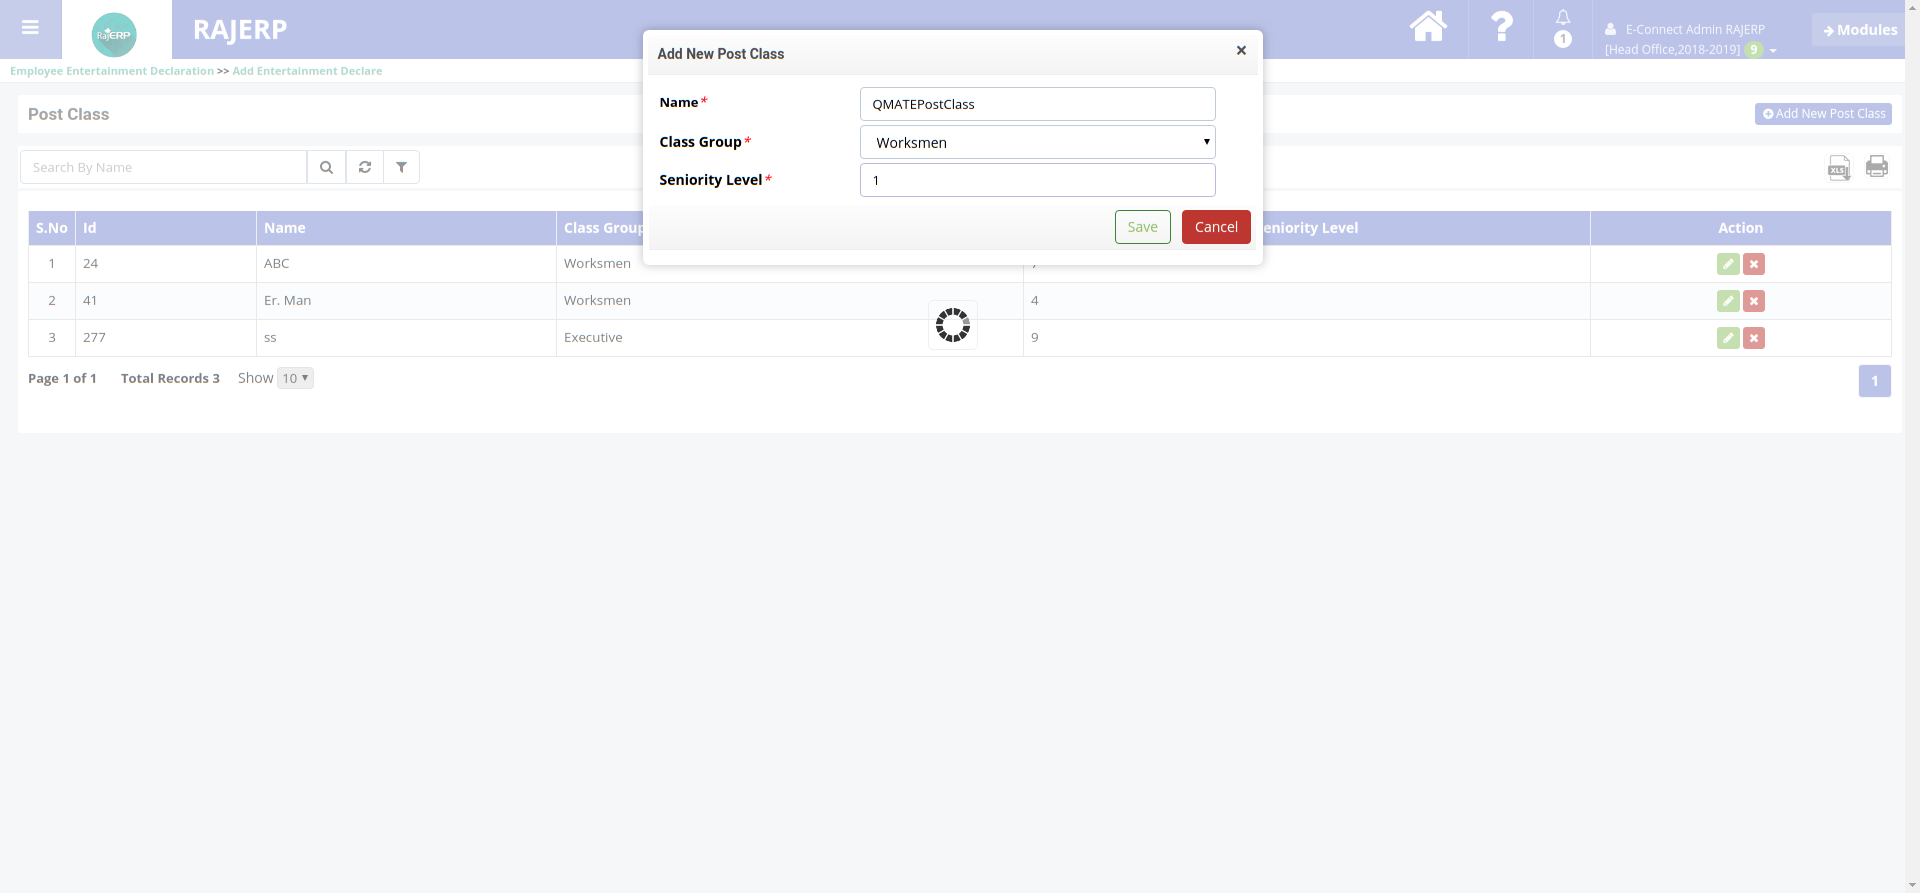 RajERP
RAJERP
1
E-Connect Admin RAJERP
[Head Office,2018-2019] 9
Modules
Employee Entertainment Declaration >> Add Entertainment Declare
Post Class
Add New Post Class
Search By Name
XLS
Add New Post Class ×
Name*
QMATEPostClass
Class Group*
Worksmen
Seniority Level*
1
Save
Cancel
S.No Id Name Class Group eniority Level Action
1 24 ABC Worksmen
2 41 Er. Man Worksmen 4
3 277 ss Executive 9
Page 1 of 1 Total Records 3 Show 10
1